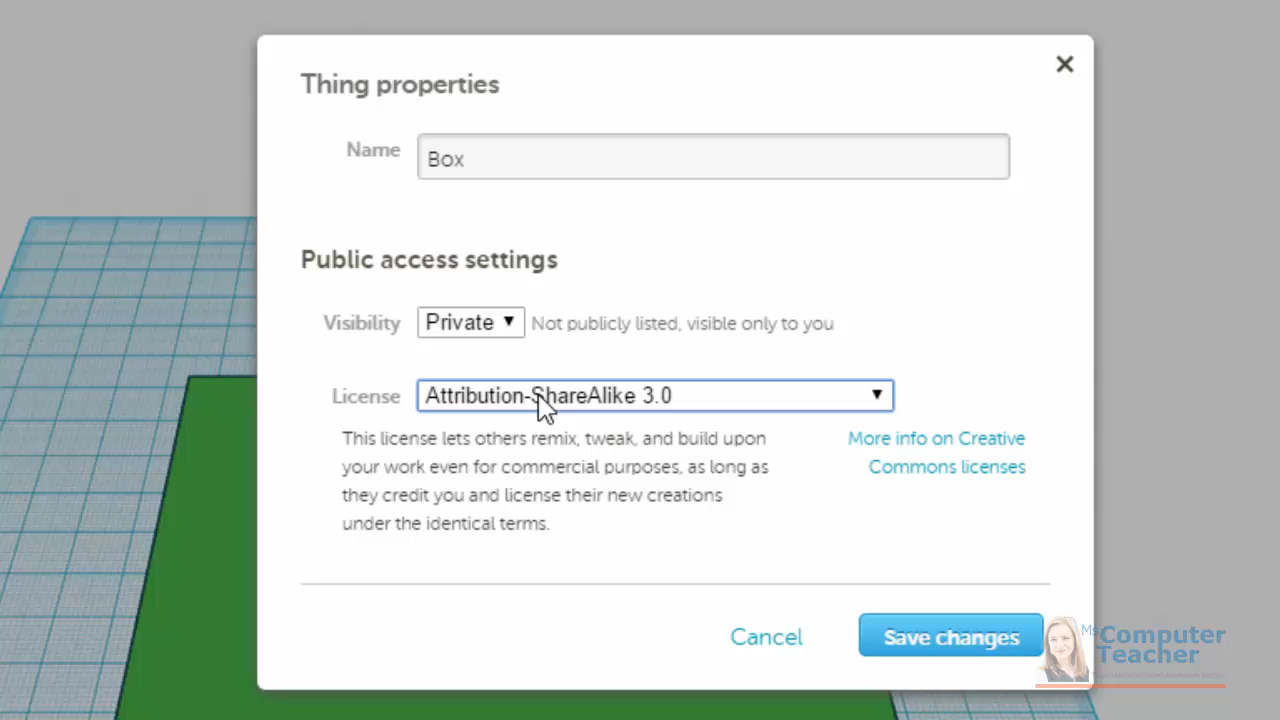 Thing properties
Name
Box
Public access settings
Visibility
Private
Not publicly listed, visible only to you
License
Attribution-ShareAlike 3.0
This license lets others remix, tweak, and build upon
your work even for commercial purposes, as long as
they credit you and license their new creations
under the identical terms.
More info on Creative
Commons licenses
Cancel
Save changes
Ms
Computer
Teacher